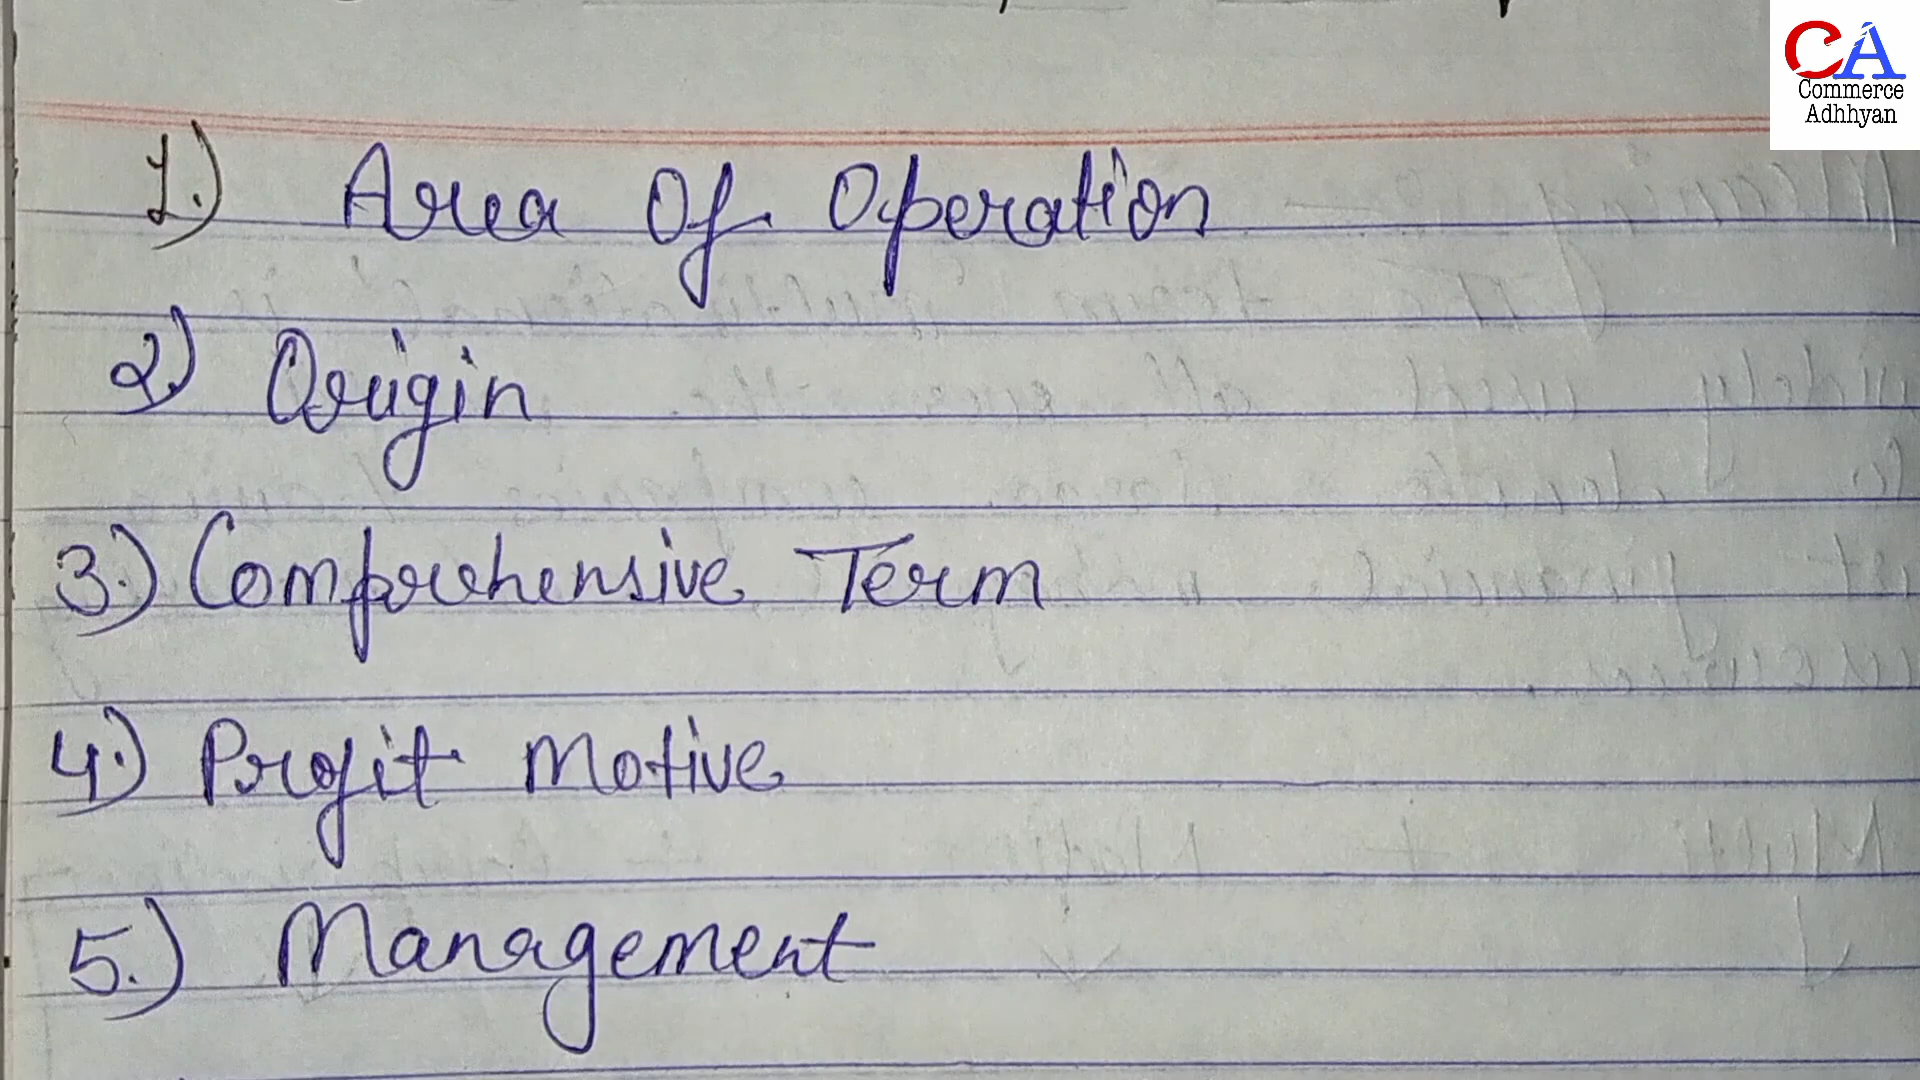 CA
Commerce
Adhhyan
1.) Area Of Operation
2.) Origin
3.) Comprehensive Term
4.) Profit Motive
5.) Management